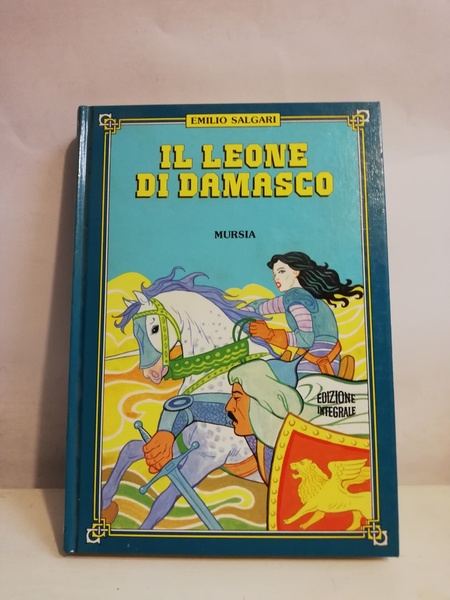 EMILIO SALGARI
IL LEONE
DI DAMASCO
MURSIA
EDIZIONE
INTEGRALE